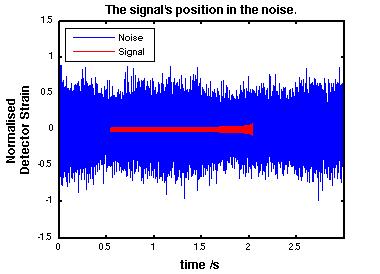 The signal's position in the noise.
Noise
Signal
Normalised
Detector Strain
1.5
1
0.5
0
-0.5
-1
-1.5
0
0.5
1
1.5
2
2.5
time /s